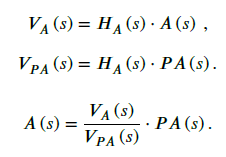 V_A (s) = H_A (s) · A (s) ,
V_PA (s) = H_A (s) · PA (s) .
A (s) = V_A (s) / V_PA (s) · PA (s) .